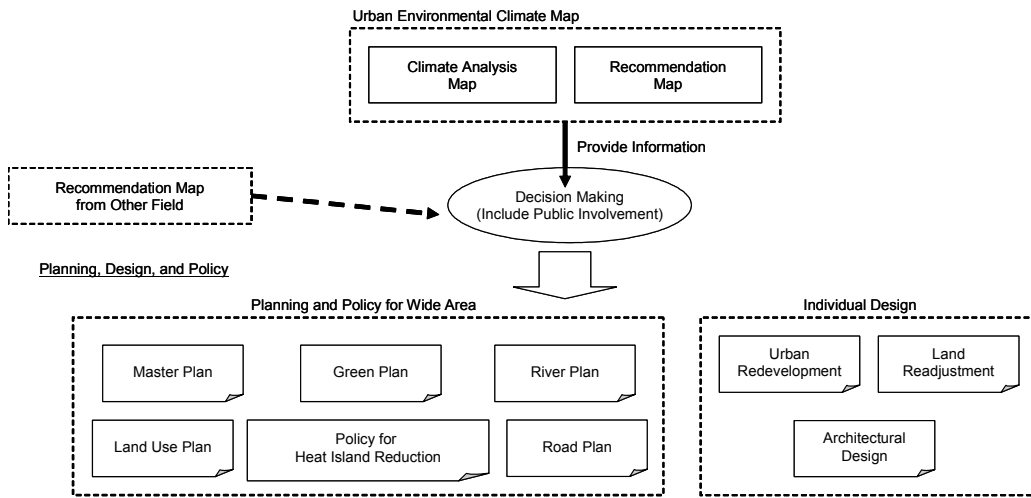 Urban Environmental Climate Map
Climate Analysis
Map
Recommendation
Map
Provide Information
Recommendation Map
from Other Field
Decision Making
(Include Public Involvement)
Planning, Design, and Policy
Planning and Policy for Wide Area
Master Plan
Green Plan
River Plan
Land Use Plan
Policy for
Heat Island Reduction
Road Plan
Individual Design
Urban
Redevelopment
Land
Readjustment
Architectural
Design